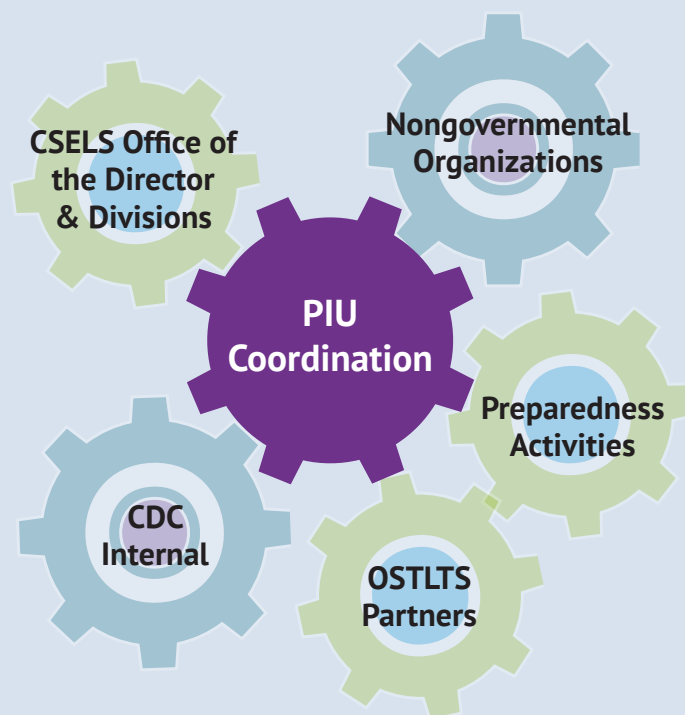 CSELS Office of
the Director
& Divisions
Nongovernmental
Organizations
PIU
Coordination
Preparedness
Activities
CDC
Internal
OSTLTS
Partners